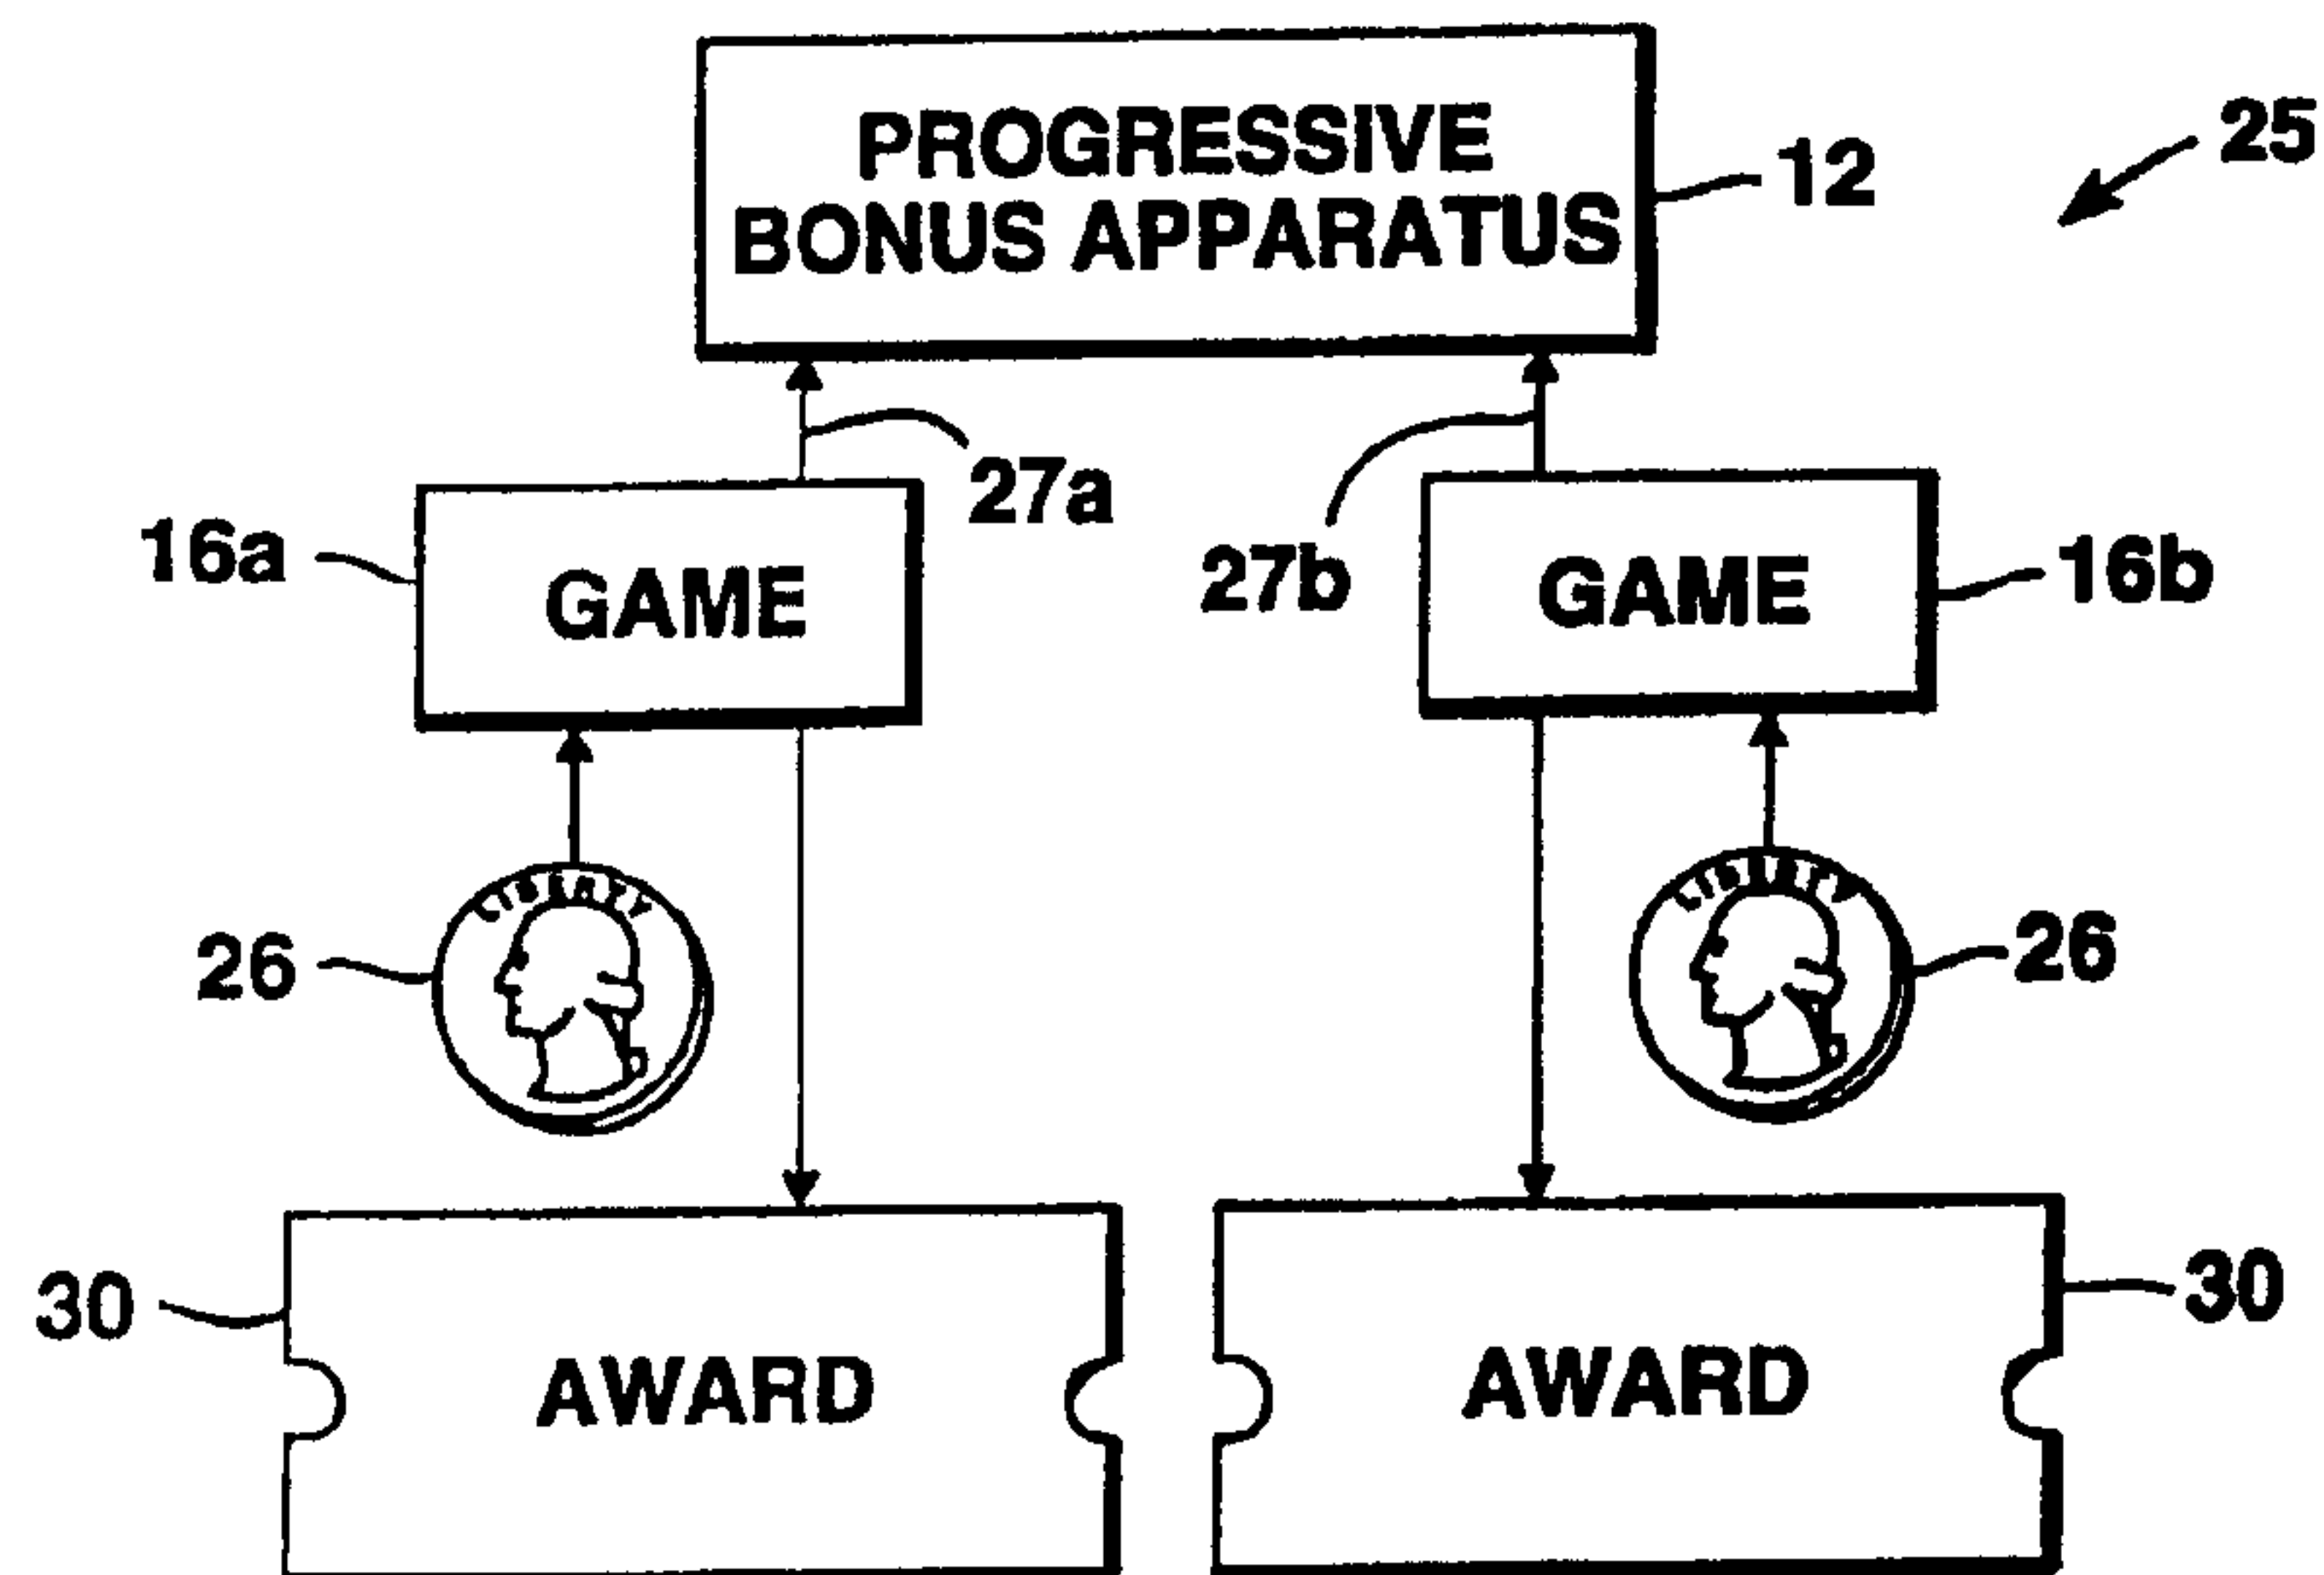 PROGRESSIVE
BONUS APPARATUS
12
25
27a
16a
GAME
27b
GAME
16b
26
26
30
AWARD
AWARD
30